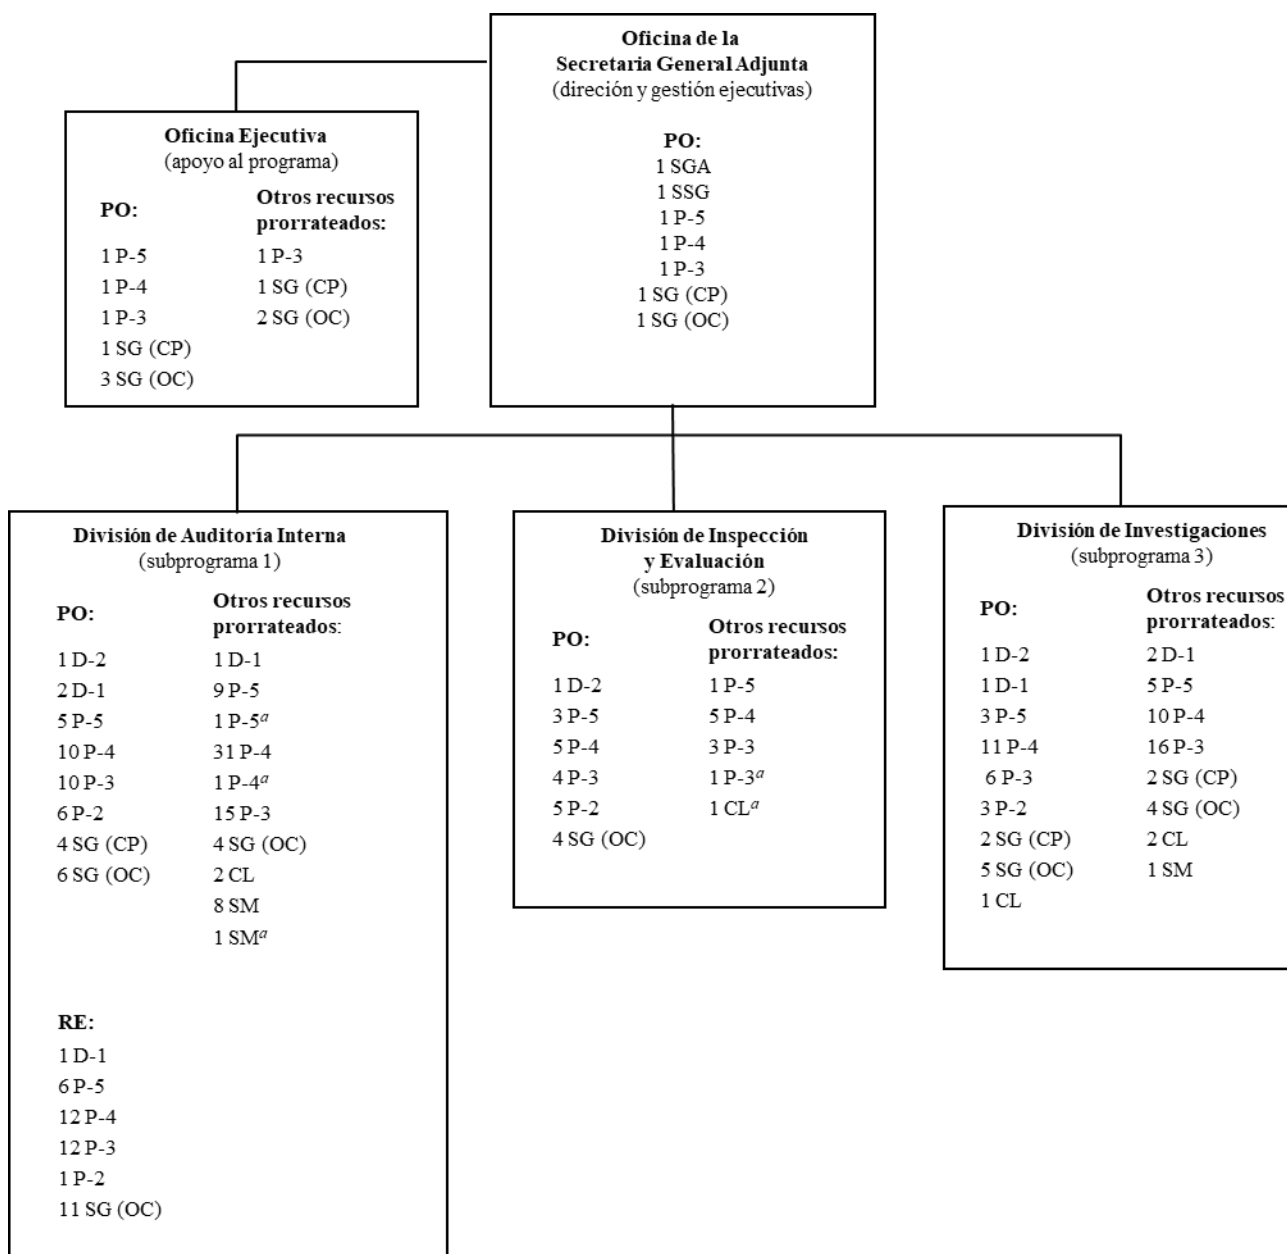 Oficina de la
Secretaria General Adjunta
(direción y gestión ejecutivas)
PO:
1 SGA
1 SSG
1 P-5
1 P-4
1 P-3
1 SG (CP)
1 SG (OC)
Oficina Ejecutiva
(apoyo al programa)
PO:
1 P-5
1 P-4
1 P-3
1 SG (CP)
3 SG (OC)
Otros recursos
prorrateados:
1 P-3
1 SG (CP)
2 SG (OC)
División de Auditoría Interna
(subprograma 1)
PO:
1 D-2
2 D-1
5 P-5
10 P-4
10 P-3
6 P-2
4 SG (CP)
6 SG (OC)
Otros recursos
prorrateados:
1 D-1
9 P-5
1 P-5a
31 P-4
1 P-4a
15 P-3
4 SG (OC)
2 CL
8 SM
1 SMa
RE:
1 D-1
6 P-5
12 P-4
12 P-3
1 P-2
11 SG (OC)
División de Inspección
y Evaluación
(subprograma 2)
PO:
1 D-2
3 P-5
5 P-4
4 P-3
5 P-2
4 SG (OC)
Otros recursos
prorrateados:
1 P-5
5 P-4
3 P-3
1 P-3a
1 CLa
División de Investigaciones
(subprograma 3)
PO:
1 D-2
1 D-1
3 P-5
11 P-4
6 P-3
3 P-2
2 SG (CP)
5 SG (OC)
1 CL
Otros recursos
prorrateados:
2 D-1
5 P-5
10 P-4
16 P-3
2 SG (CP)
4 SG (OC)
2 CL
1 SM